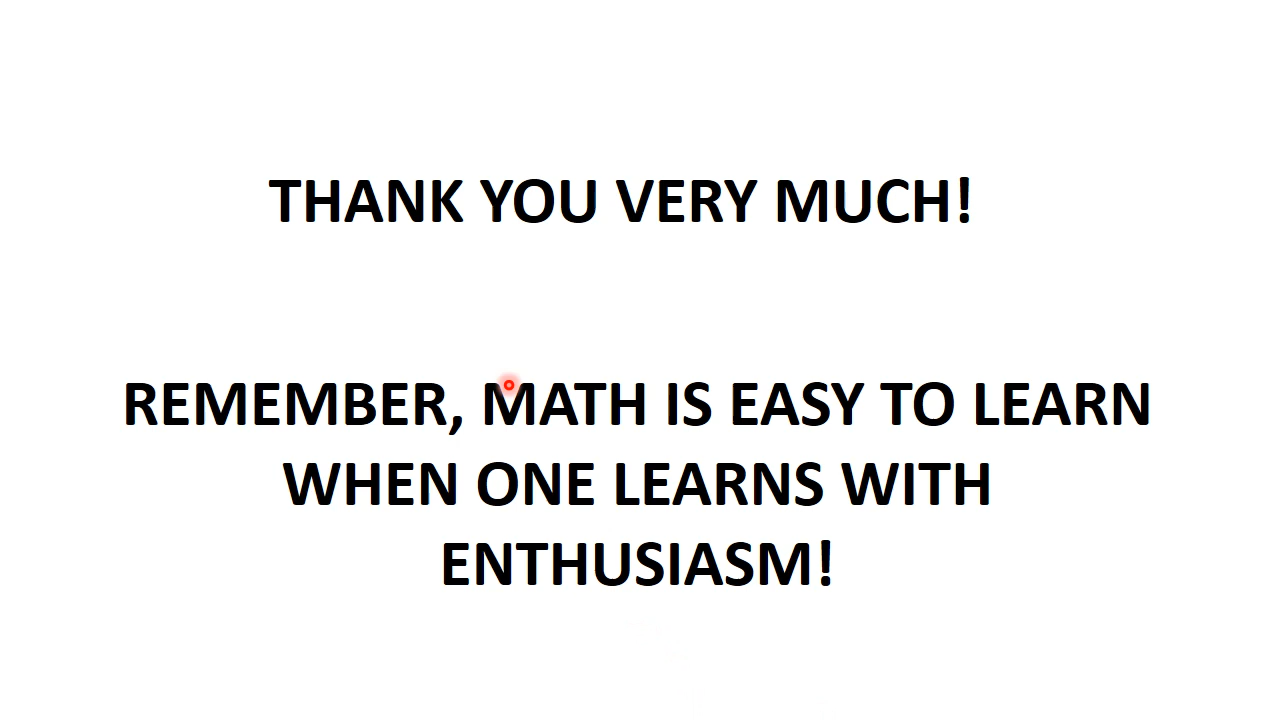 THANK YOU VERY MUCH!
REMEMBER, MATH IS EASY TO LEARN
WHEN ONE LEARNS WITH
ENTHUSIASM!